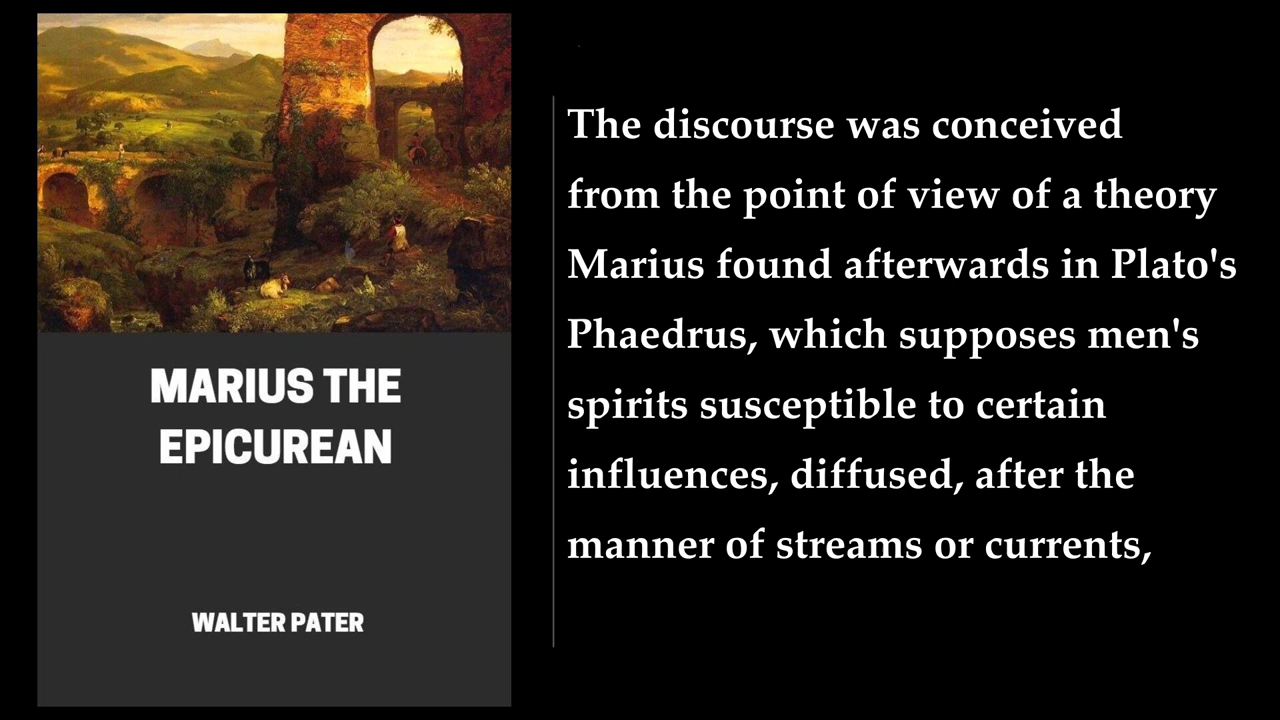 MARIUS THE
EPICUREAN
WALTER PATER
The discourse was conceived
from the point of view of a theory
Marius found afterwards in Plato's
Phaedrus, which supposes men's
spirits susceptible to certain
influences, diffused, after the
manner of streams or currents,